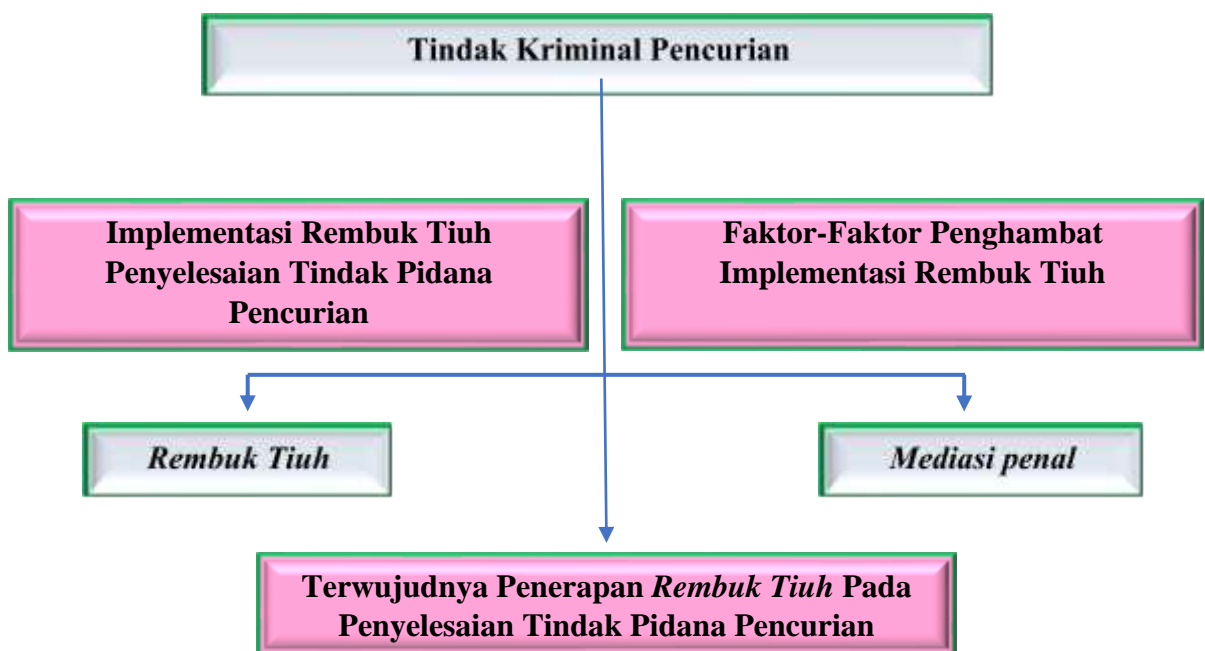 Tindak Kriminal Pencurian
Implementasi Rembuk Tiuh
Penyelesaian Tindak Pidana
Pencurian
Faktor-Faktor Penghambat
Implementasi Rembuk Tiuh
Rembuk Tiuh
Mediasi penal
Terwujudnya Penerapan Rembuk Tiuh Pada
Penyelesaian Tindak Pidana Pencurian